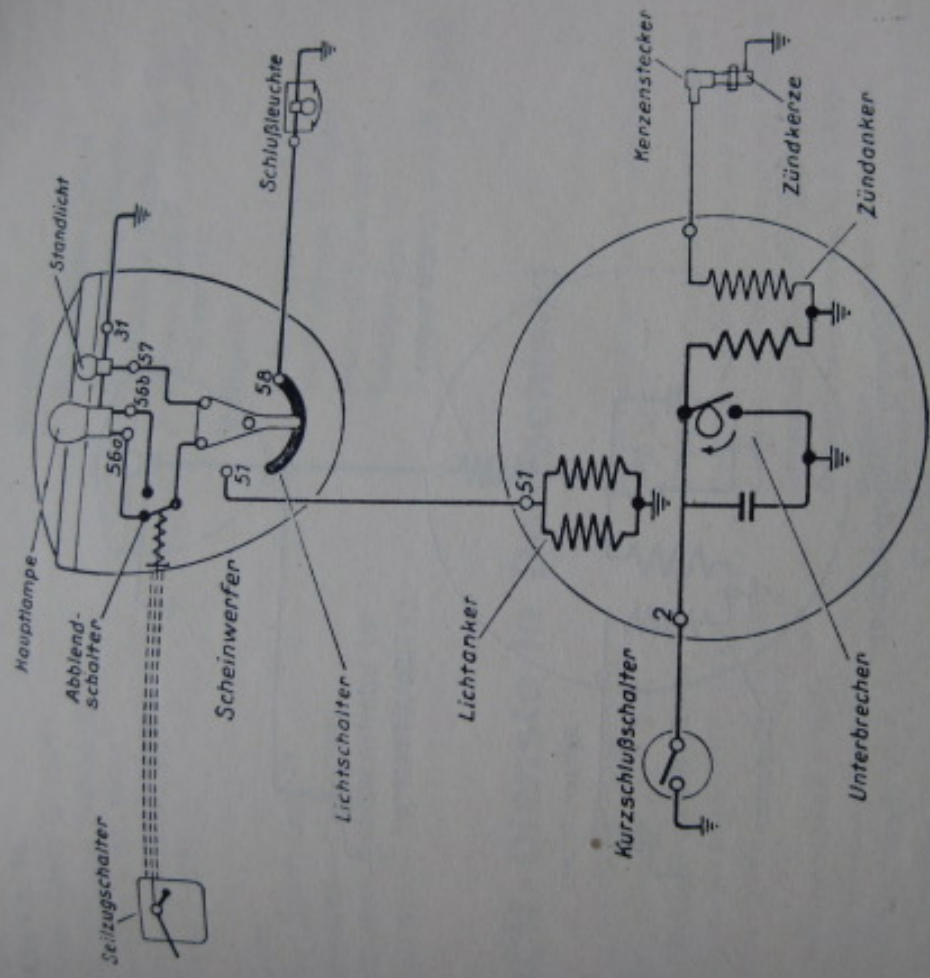 Hauptlampe
Standlicht
Abblend-
schalter
56a
56b
57
31
Schlußleuchte
58
51
Scheinwerfer
Seilzugschalter
Lichtschalter
Lichtanker
51
Kerzenstecker
Zündkerze
Zündanker
2
Kurzschlußschalter
Unterbrecher